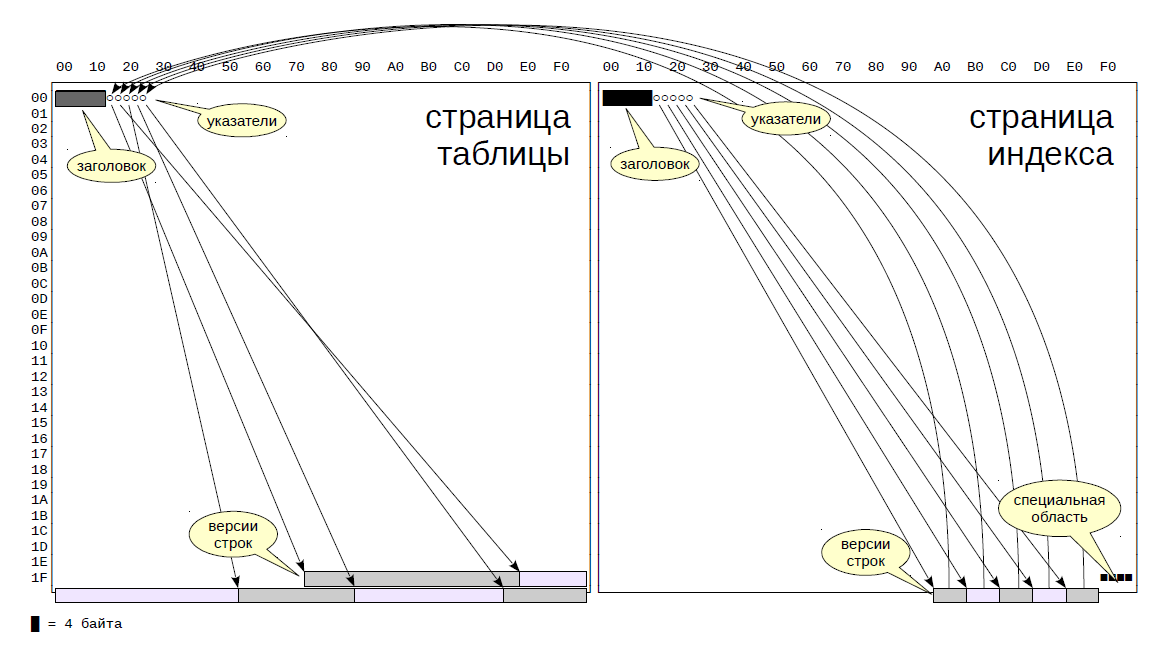 00 10 20 30 40 50 60 70 80 90 A0 B0 C0 D0 E0 F0
00 10 20 30 40 50 60 70 80 90 A0 B0 C0 D0 E0 F0
00
01
02
03
04
05
06
07
08
09
0A
0B
0C
0D
0E
0F
10
11
12
13
14
15
16
17
18
19
1A
1B
1C
1D
1E
1F
указатели
заголовок
страница
таблицы
версии
строк
указатели
заголовок
страница
индекса
специальная
область
версии
строк
= 4 байта